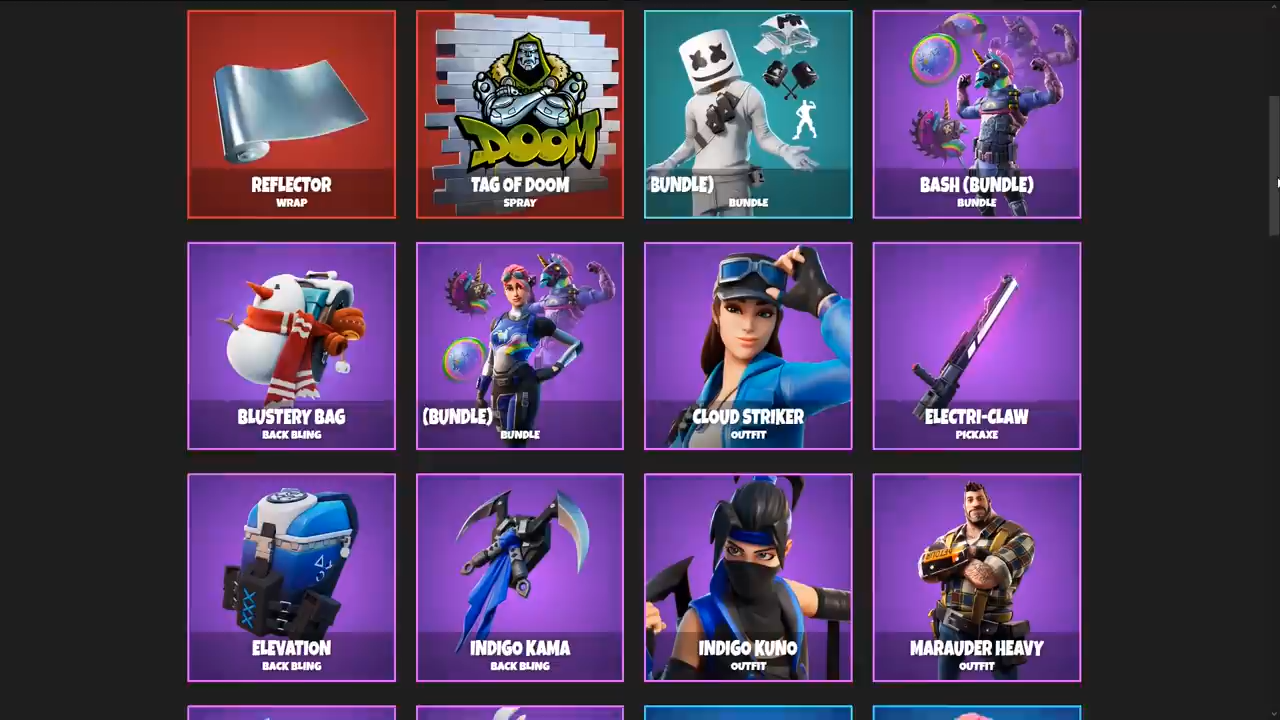 DOOM
REFLECTOR
WRAP
TAG OF DOOM
SPRAY
BUNDLE)
BUNDLE
BASH (BUNDLE)
BUNDLE
BLUSTERY BAG
BACK BLING
(BUNDLE)
BUNDLE
CLOUD STRIKER
OUTFIT
ELECTRI-CLAW
PICKAXE
ELEVATION
BACK BLING
INDIGO KAMA
BACK BLING
INDIGO KUNO
OUTFIT
MARAUDER HEAVY
OUTFIT